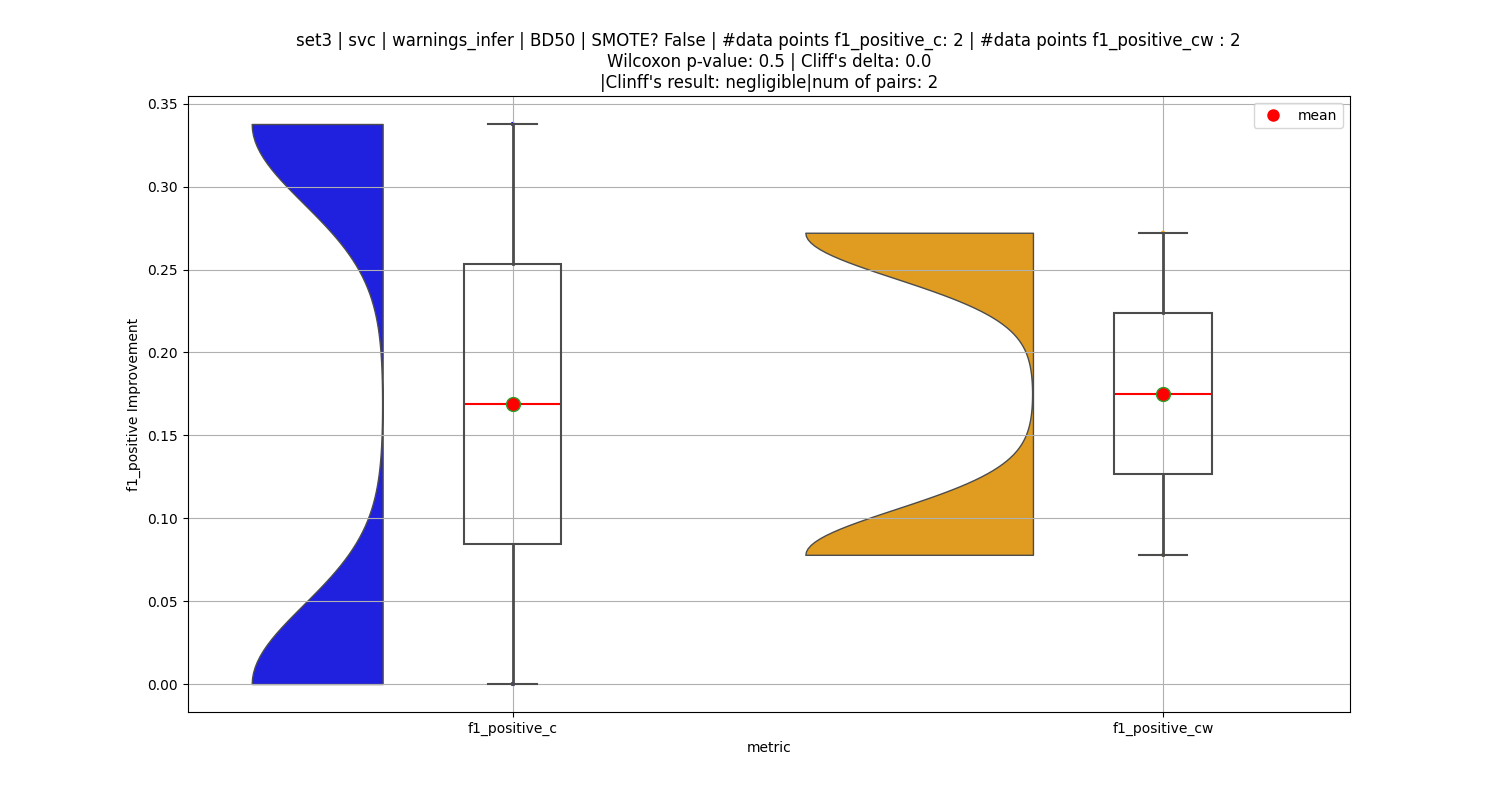 set3 | svc | warnings_infer | BD50 | SMOTE? False | #data points f1_positive_c: 2 | #data points f1_positive_cw : 2
Wilcoxon p-value: 0.5 | Cliff's delta: 0.0
|Clinff's result: negligible|num of pairs: 2
mean
0.35
0.30
0.25
0.20
0.15
0.10
0.05
0.00
f1_positive Improvement
f1_positive_c
f1_positive_cw
metric